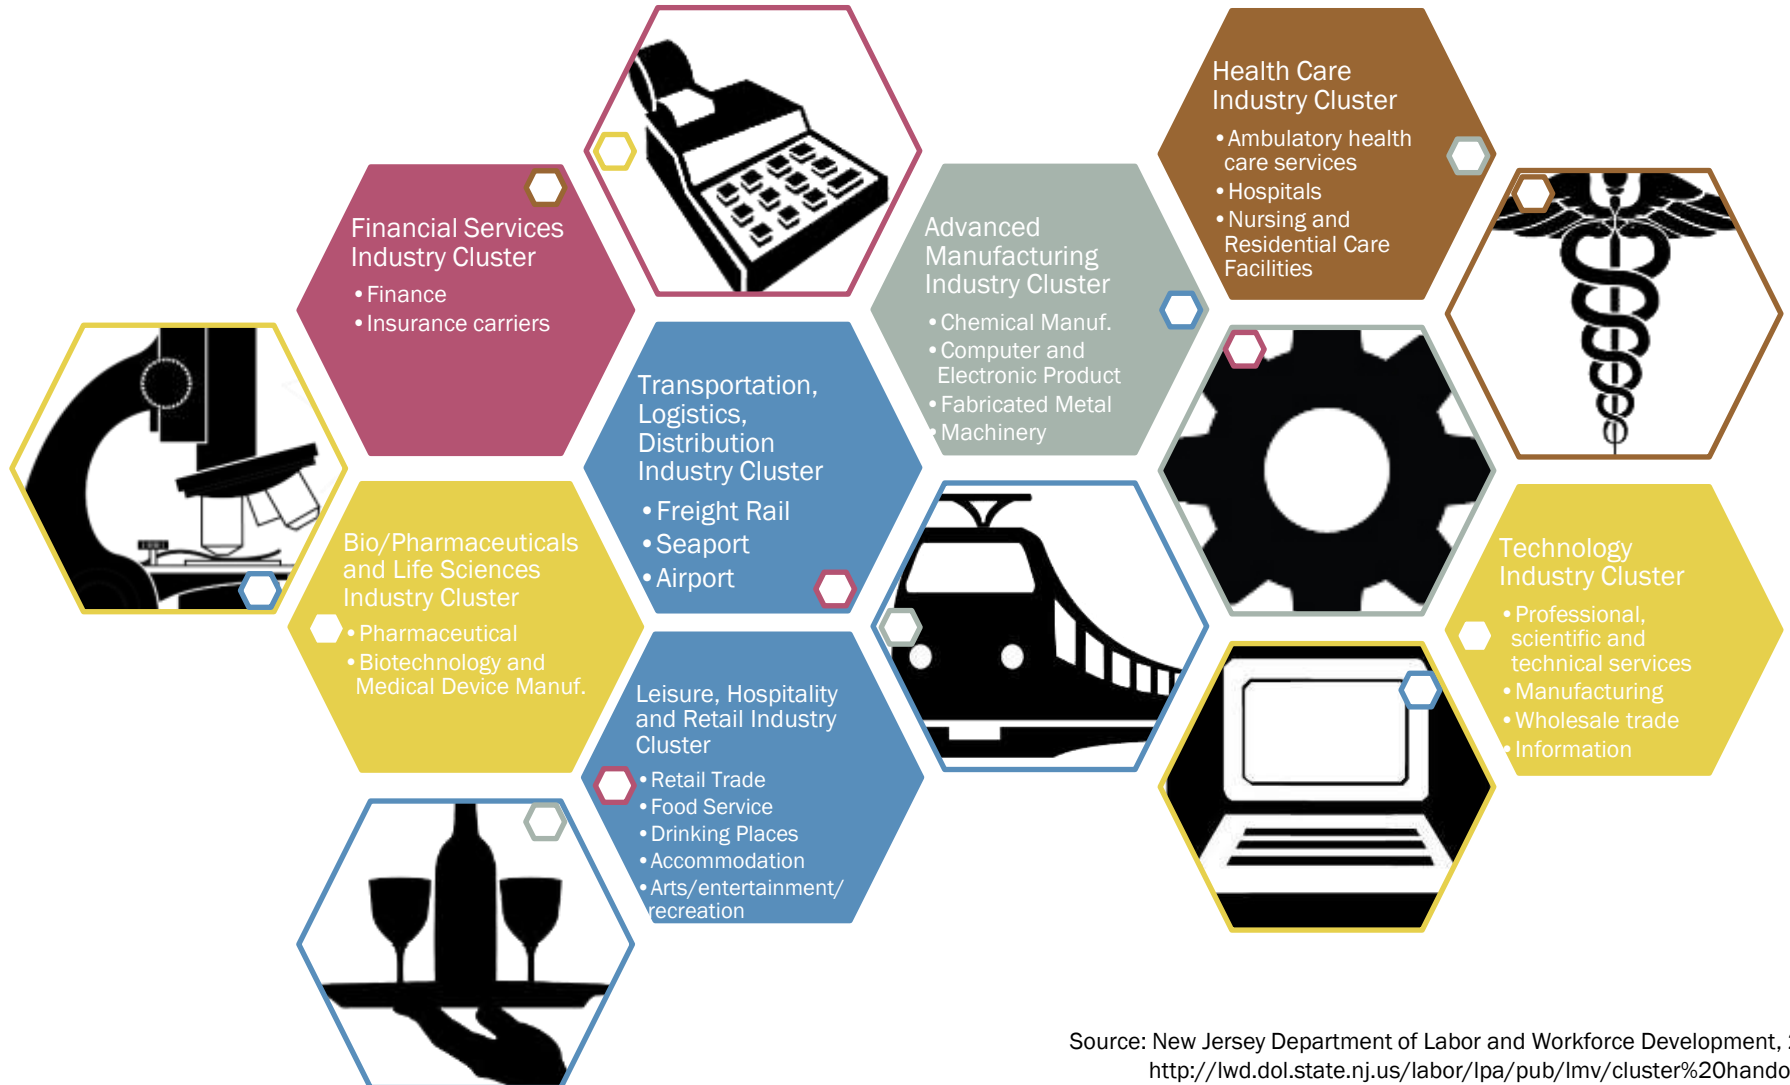 Financial Services
Industry Cluster
•Finance
•Insurance carriers
Transportation,
Logistics,
Distribution
Industry Cluster
•Freight Rail
•Seaport
•Airport
Advanced
Manufacturing
Industry Cluster
•Chemical Manuf.
•Computer and
Electronic Product
•Fabricated Metal
•Machinery
Health Care
Industry Cluster
•Ambulatory health
care services
•Hospitals
•Nursing and
Residential Care
Facilities
Bio/Pharmaceuticals
and Life Sciences
Industry Cluster
•Pharmaceutical
•Biotechnology and
Medical Device Manuf.
Leisure, Hospitality
and Retail Industry
Cluster
•Retail Trade
•Food Service
•Drinking Places
•Accommodation
•Arts/entertainment/
recreation
Technology
Industry Cluster
•Professional,
scientific and
technical services
•Manufacturing
•Wholesale trade
•Information
Source: New Jersey Department of Labor and Workforce Development,
http://lwd.dol.state.nj.us/labor/lpa/pub/lmv/cluster%20hando